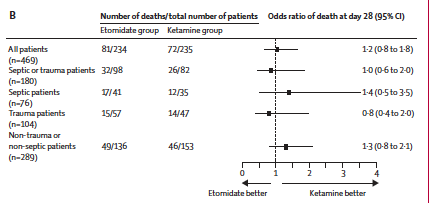 B
Number of deaths/total number of patients
Odds ratio of death at day 28 (95% CI)
Etomidate group Ketamine group
All patients 81/234 72/235 1·2 (0·8 to 1·8)
(n=469)
Septic or trauma patients 32/98 26/82 1·0 (0·6 to 2·0)
(n=180)
Septic patients 17/41 12/35 1·4 (0·5 to 3·5)
(n=76)
Trauma patients 15/57 14/47 0·8 (0·4 to 2·0)
(n=104)
Non-trauma or
non-septic patients 49/136 46/153 1·3 (0·8 to 2·1)
(n=289)
0 1 2 3 4
Etomidate better Ketamine better